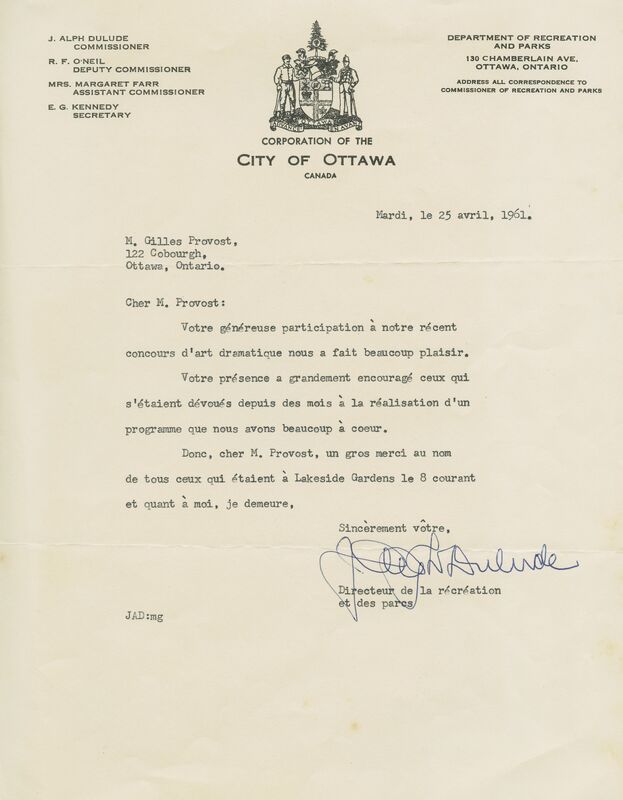 J. ALPH DULUDE
COMMISSIONER
R. F. O'NEIL
DEPUTY COMMISSIONER
MRS. MARGARET FARR
ASSISTANT COMMISSIONER
E. G. KENNEDY
SECRETARY
CORPORATION OF THE
CITY OF OTTAWA
CANADA
DEPARTMENT OF RECREATION
AND PARKS
130 CHAMBERLAIN AVE.
OTTAWA, ONTARIO
ADDRESS ALL CORRESPONDENCE TO
COMMISSIONER OF RECREATION AND PARKS
Mardi, le 25 avril, 1961.
M. Gilles Provost,
122 Cobourgh,
Ottawa, Ontario.
Cher M. Provost:
Votre généreuse participation à notre récent
concours d'art dramatique nous a fait beaucoup plaisir.
Votre présence a grandement encouragé ceux qui
s'étaient dévoués depuis des mois à la réalisation d'un
programme que nous avons beaucoup à coeur.
Donc, cher M. Provost, un gros merci au nom
de tous ceux qui étaient à Lakeside Gardens le 8 courant
et quant à moi, je demeure,
Sincèrement vôtre,
J. Alph Dulude
Directeur de la récréation
et des parcs
JAD:mg